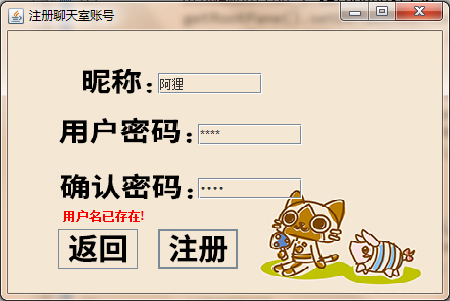 注册聊天室账号
昵称: 阿狸
用户密码: ****
确认密码: ••••
用户名已存在!
返回 注册